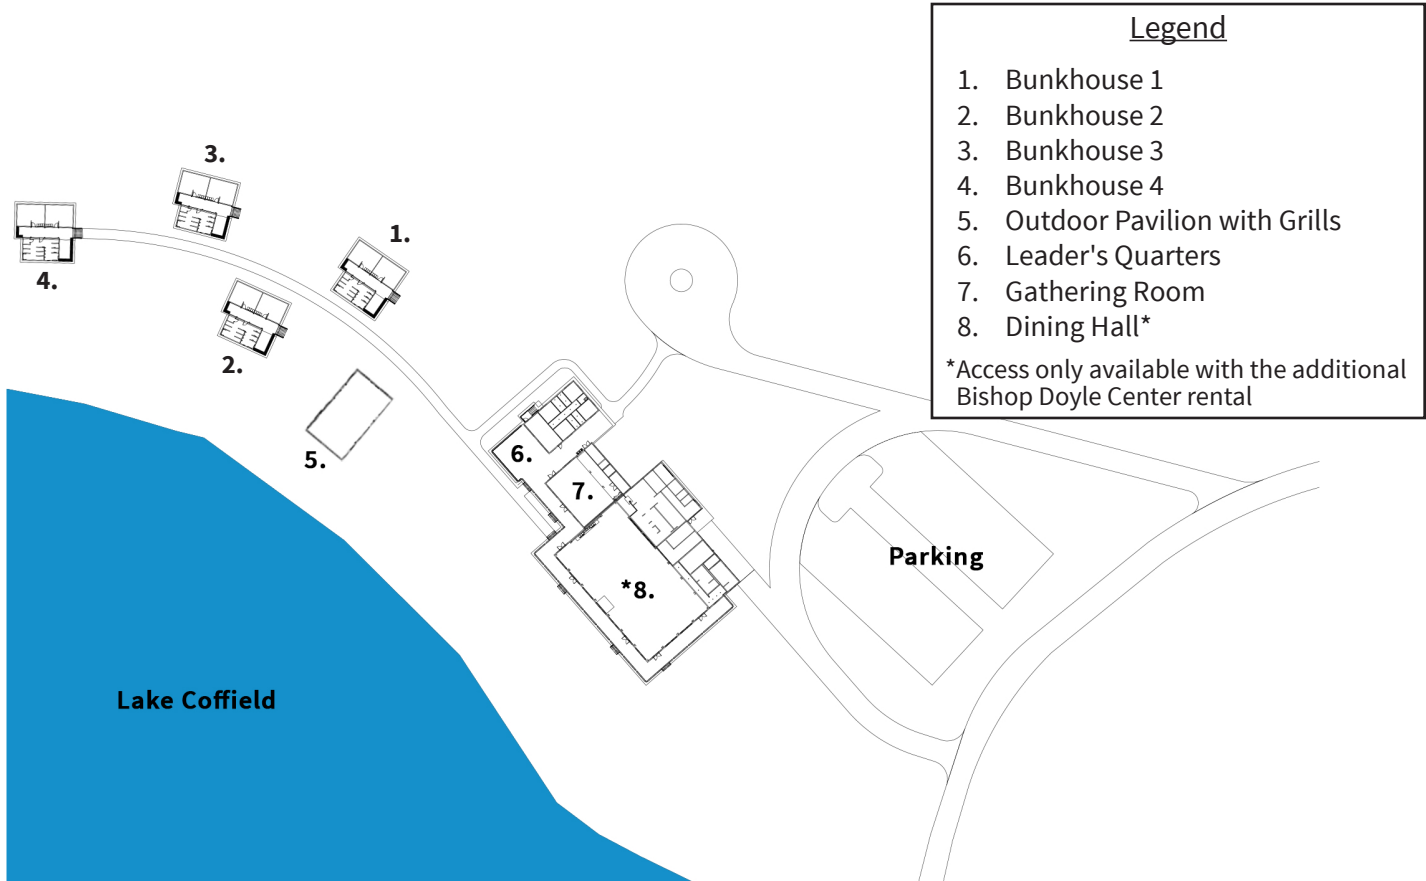 Legend
1. Bunkhouse 1
2. Bunkhouse 2
3. Bunkhouse 3
4. Bunkhouse 4
5. Outdoor Pavilion with Grills
6. Leader's Quarters
7. Gathering Room
8. Dining Hall*
*Access only available with the additional
Bishop Doyle Center rental
3.
1.
4.
2.
5.
6.
7.
*8.
Parking
Lake Coffield